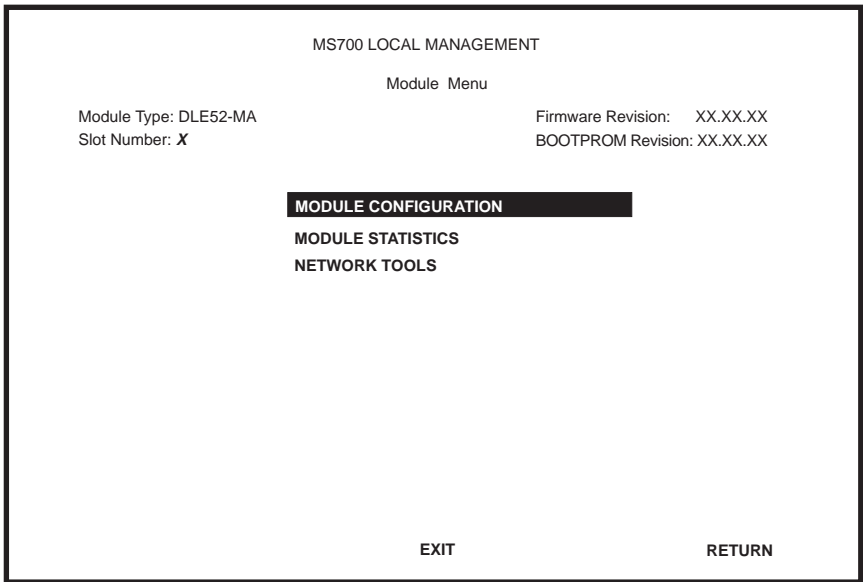 MS700 LOCAL MANAGEMENT
Module Menu
Module Type: DLE52-MA
Firmware Revision: XX.XX.XX
Slot Number: X
BOOTPROM Revision: XX.XX.XX
MODULE CONFIGURATION
MODULE STATISTICS
NETWORK TOOLS
EXIT
RETURN